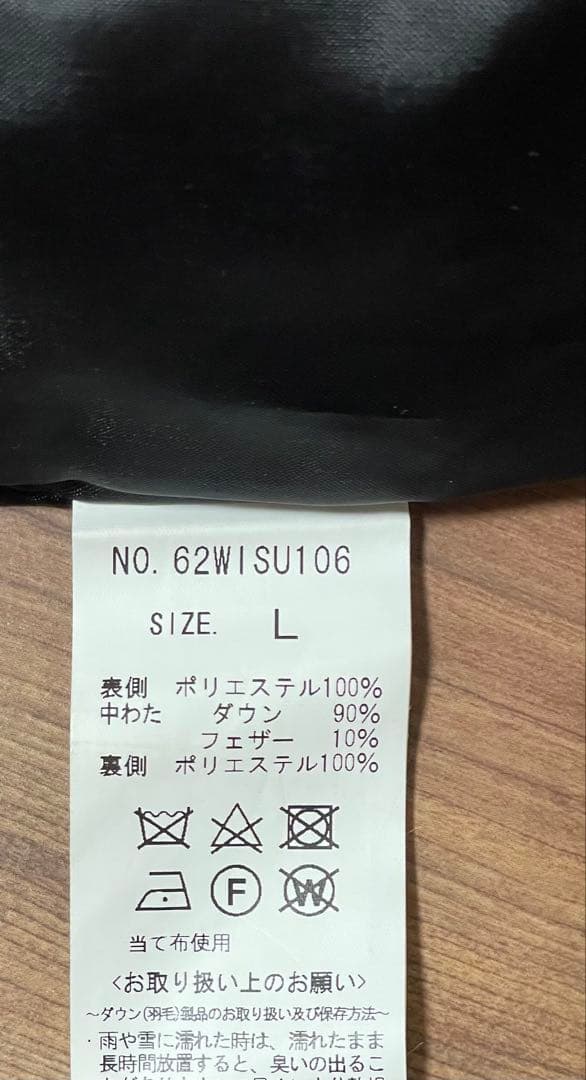 NO. 62WISU106
SIZE. L
表側 ポリエステル100%
中わた ダウン 90%
フェザー 10%
裏側 ポリエステル100%
F W
当て布使用
<お取り扱い上のお願い>
～ダウン(羽毛)製品のお取り扱い及び保存方法～
・雨や雪に濡れた時は、濡れたまま
長時間放置すると、臭いの出るこ